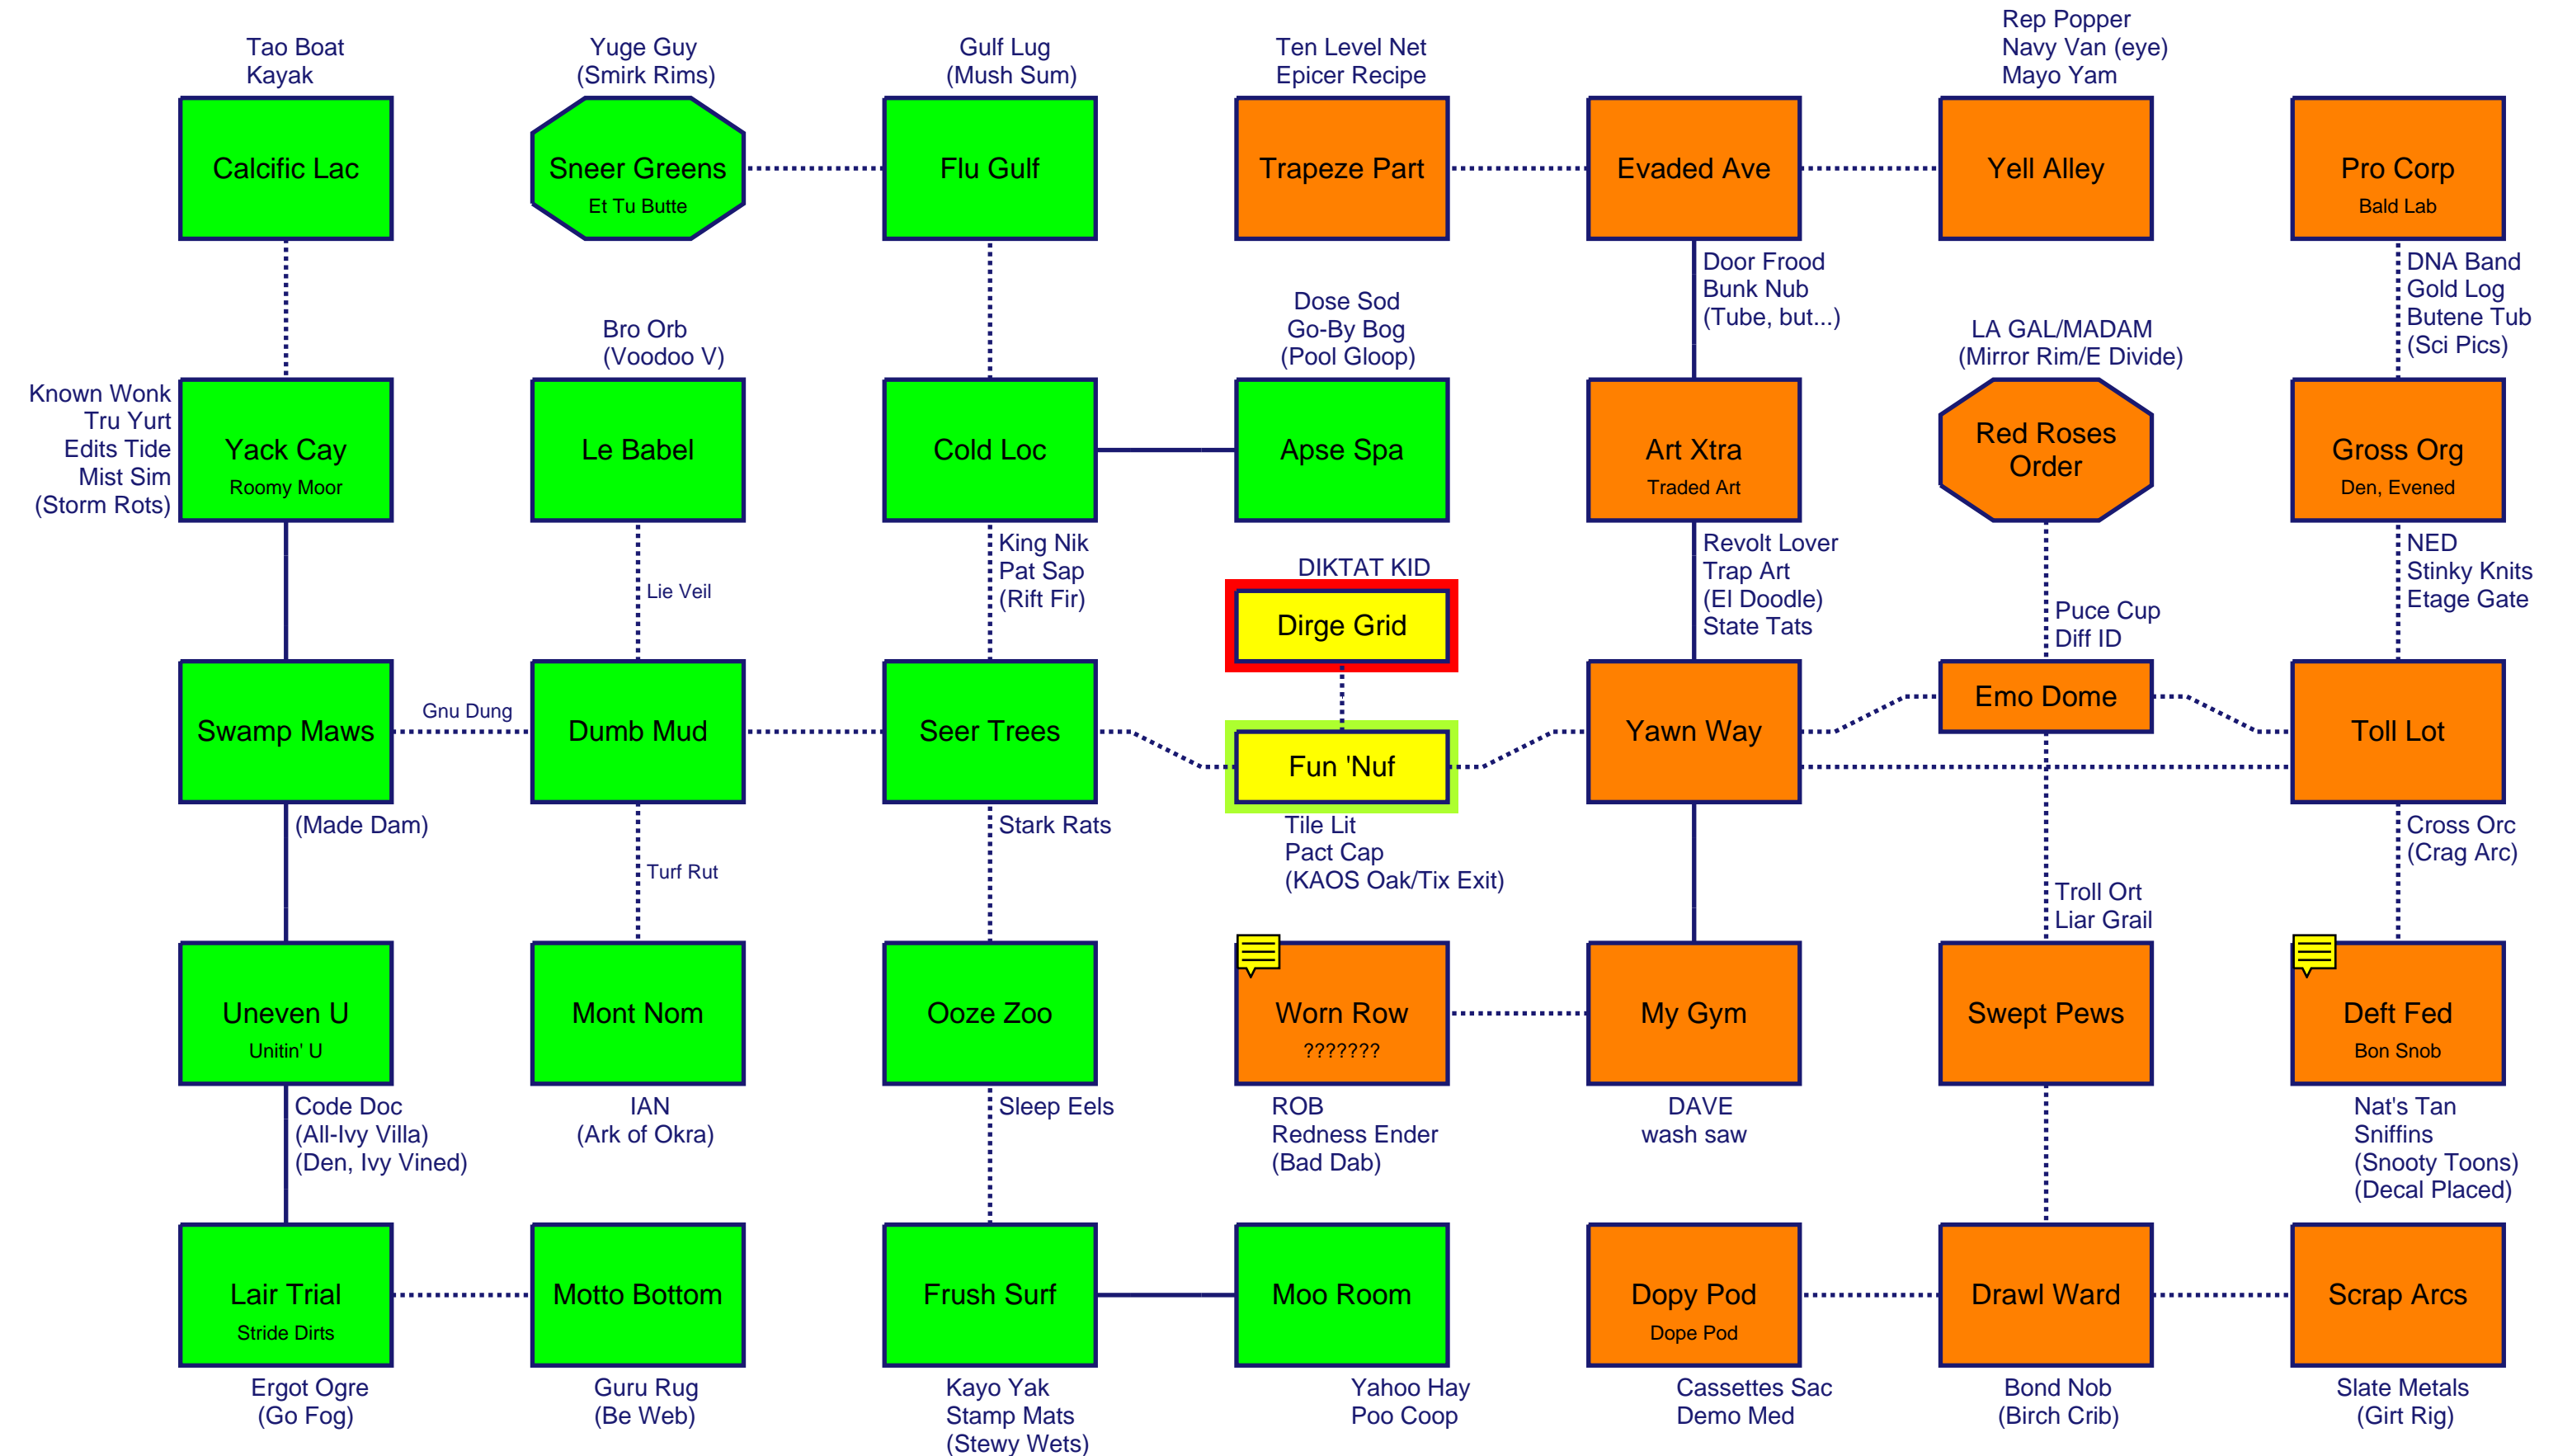 Rep Popper
Navy Van (eye)
Mayo Yam
Tao Boat
Kayak
Yuge Guy
(Smirk Rims)
Gulf Lug
(Mush Sum)
Ten Level Net
Epicer Recipe
Calcific Lac
Sneer Greens
Et Tu Butte
Flu Gulf
Trapeze Part
Evaded Ave
Yell Alley
Pro Corp
Bald Lab
Door Frood
Bunk Nub
(Tube, but...)
DNA Band
Gold Log
Butene Tub
(Sci Pics)
Bro Orb
(Voodoo V)
Dose Sod
Go-By Bog
(Pool Gloop)
LA GAL/MADAM
(Mirror Rim/E Divide)
Known Wonk
Tru Yurt
Edits Tide
Mist Sim
(Storm Rots)
Yack Cay
Roomy Moor
Le Babel
Cold Loc
Apse Spa
Art Xtra
Traded Art
Red Roses
Order
Gross Org
Den, Evened
King Nik
Pat Sap
(Rift Fir)
Revolt Lover
Trap Art
(El Doodle)
State Tats
NED
Stinky Knits
Etage Gate
Lie Veil
DIKTAT KID
Dirge Grid
Puce Cup
Diff ID
Swamp Maws
Gnu Dung
Dumb Mud
Seer Trees
Fun 'Nuf
Yawn Way
Emo Dome
Toll Lot
(Made Dam)
Turf Rut
Stark Rats
Tile Lit
Pact Cap
(KAOS Oak/Tix Exit)
Cross Orc
(Crag Arc)
Troll Ort
Liar Grail
Uneven U
Unitin' U
Mont Nom
Ooze Zoo
Worn Row
???????
My Gym
Swept Pews
Deft Fed
Bon Snob
Code Doc
(All-Ivy Villa)
(Den, Ivy Vined)
IAN
(Ark of Okra)
Sleep Eels
ROB
Redness Ender
(Bad Dab)
DAVE
wash saw
Nat's Tan
Sniffins
(Snooty Toons)
(Decal Placed)
Lair Trial
Stride Dirts
Motto Bottom
Frush Surf
Moo Room
Dopy Pod
Dope Pod
Drawl Ward
Scrap Arcs
Ergot Ogre
(Go Fog)
Guru Rug
(Be Web)
Kayo Yak
Stamp Mats
(Stewy Wets)
Yahoo Hay
Poo Coop
Cassettes Sac
Demo Med
Bond Nob
(Birch Crib)
Slate Metals
(Girt Rig)